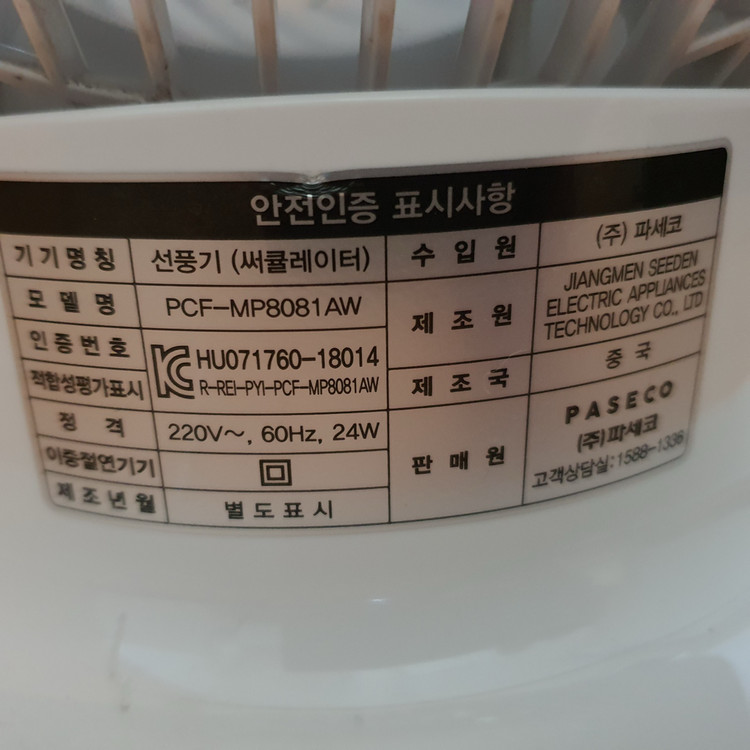 안전인증 표시사항
기기명칭 선풍기 (써큘레이터)
모델명 PCF-MP8081AW
인증번호 HU071760-18014
적합성평가표시 R-REI-PYI-PCF-MP8081AW
정격 220V~, 60Hz, 24W
이중절연기기
제조년월 별도표시
수입원 (주) 파세코
제조원 JIANGMEN SEEDEN
ELECTRIC APPLIANCES
TECHNOLOGY CO., LTD
제조국 중국
판매원 PASECO
(주)파세코
고객상담실:1588-1336